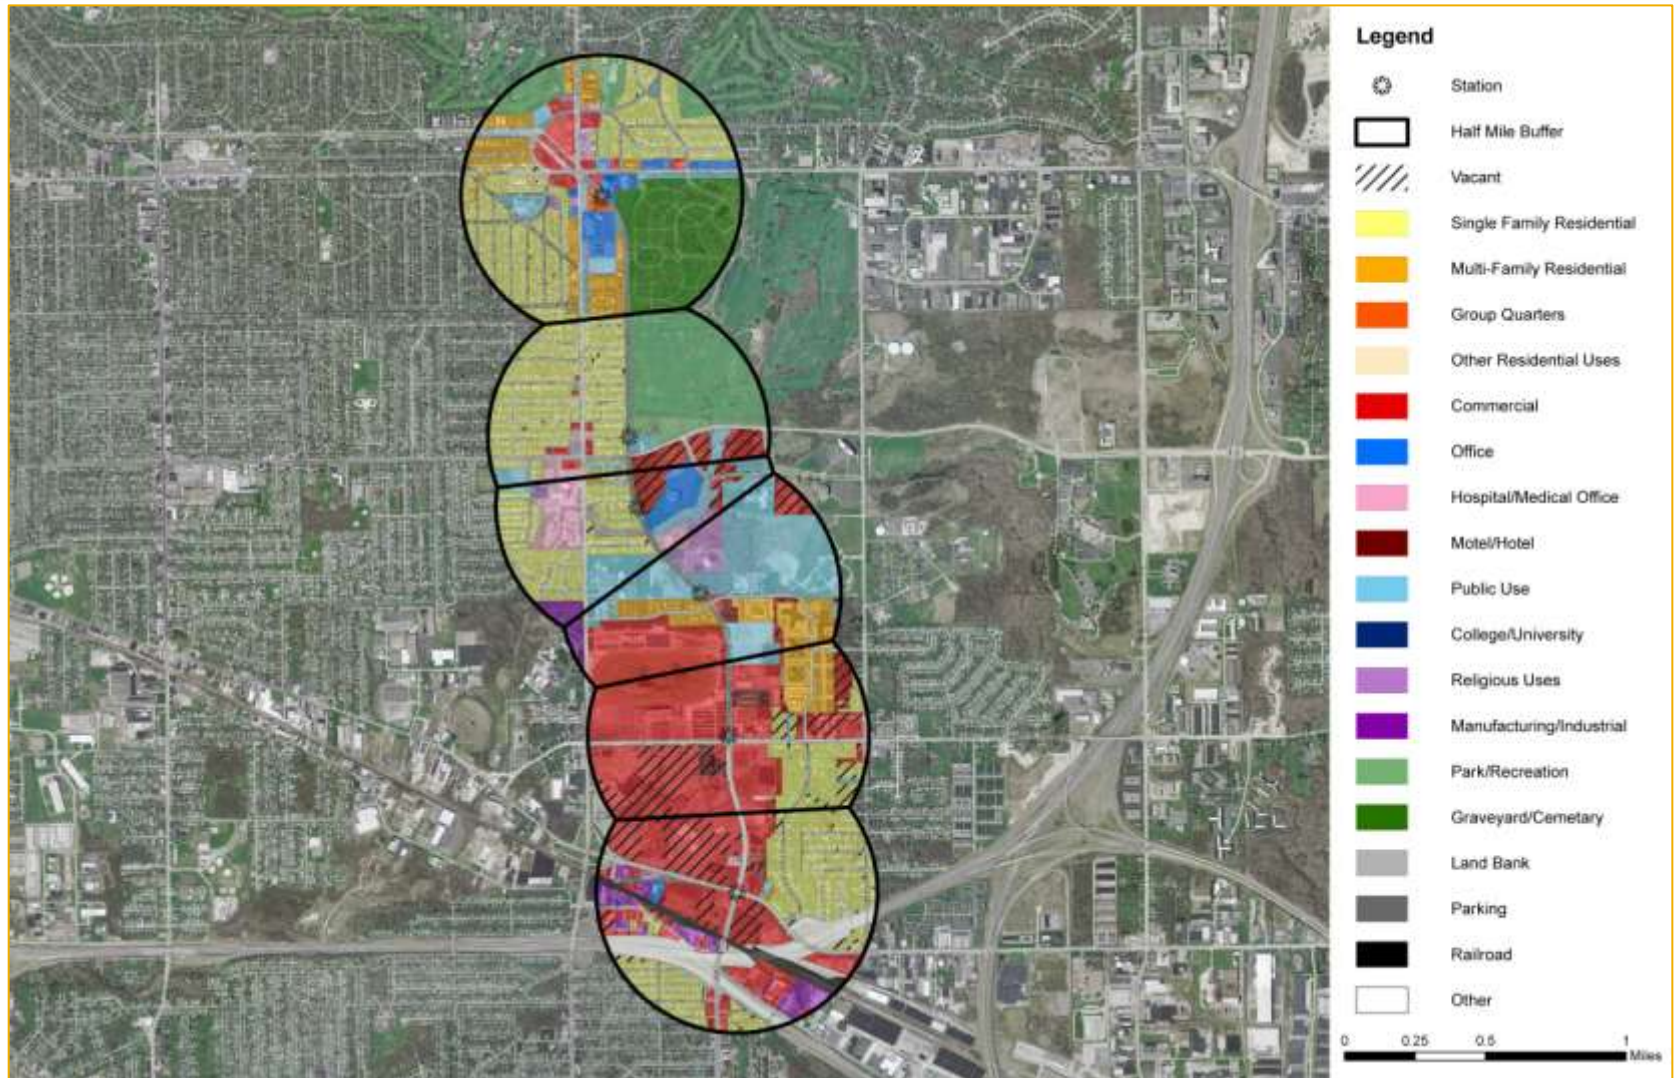 Legend
Station
Half Mile Buffer
Vacant
Single Family Residential
Multi-Family Residential
Group Quarters
Other Residential Uses
Commercial
Office
Hospital/Medical Office
Motel/Hotel
Public Use
College/University
Religious Uses
Manufacturing/Industrial
Park/Recreation
Graveyard/Cemetary
Land Bank
Parking
Railroad
Other
0 0.25 0.5 1
Miles